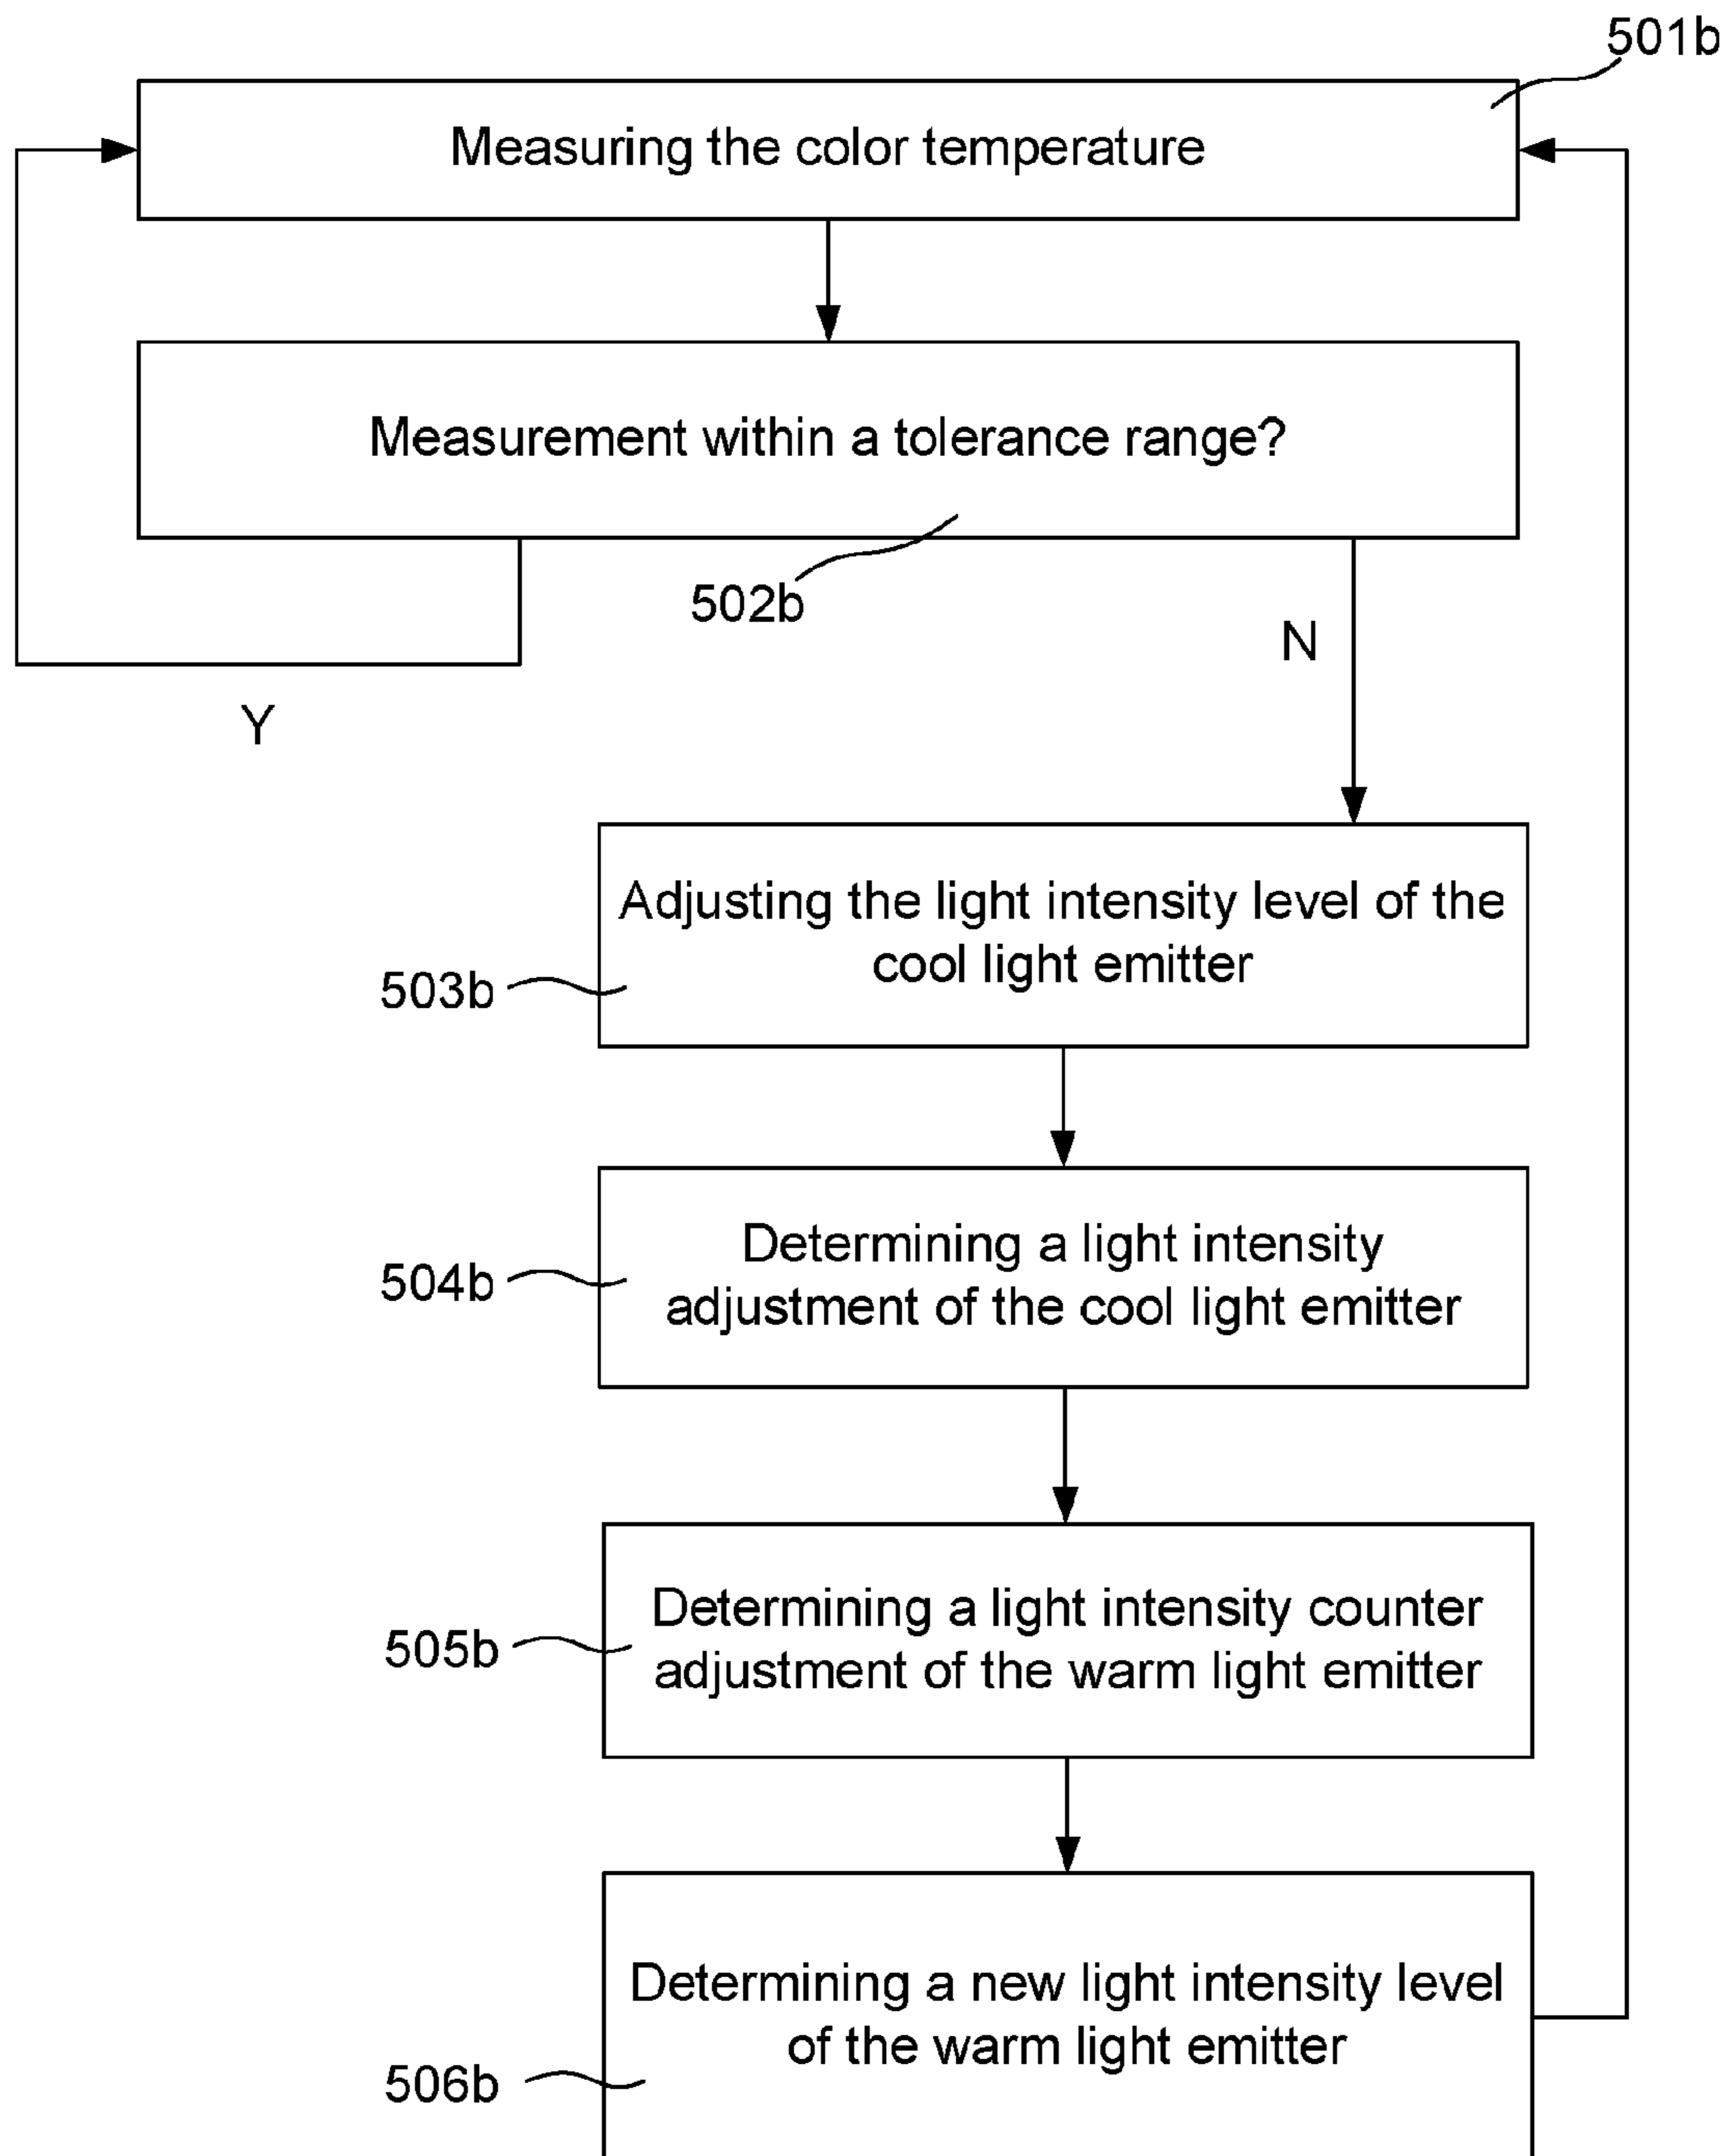 501b
Measuring the color temperature
Measurement within a tolerance range?
502b
N
Y
Adjusting the light intensity level of the
cool light emitter
503b
Determining a light intensity
adjustment of the cool light emitter
504b
Determining a light intensity counter
adjustment of the warm light emitter
505b
Determining a new light intensity level
of the warm light emitter
506b